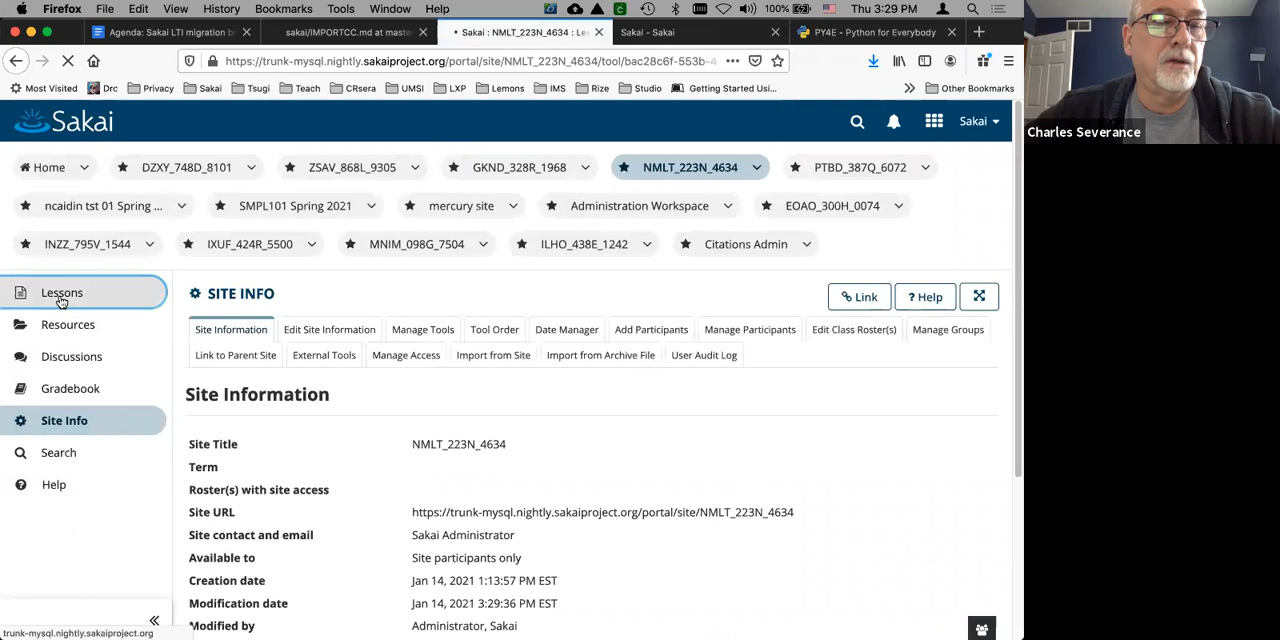 Firefox File Edit View History Bookmarks Tools Window Help 100% Thu 3:29 PM
Agenda: Sakai LTI migration b sakai/IMPORTCC.md at maste Sakai : NMLT_223N_4634 : Le Sakai - Sakai PY4E - Python for Everybody
https://trunk-mysql.nightly.sakaiproject.org/portal/site/NMLT_223N_4634/tool/bac28c6f-553b-4
Most Visited Drc Privacy Sakai Tsugi Teach CRsera UMSI LXP Lemons IMS Rize Studio Getting Started Usi... Other Bookmarks
Sakai Sakai
Home DZXY_748D_8101 ZSAV_868L_9305 GKND_328R_1968 NMLT_223N_4634 PTBD_387Q_6072
ncaidin tst 01 Spring ... SMPL101 Spring 2021 mercury site Administration Workspace EOAO_300H_0074
INZZ_795V_1544 IXUF_424R_5500 MNIM_098G_7504 ILHO_438E_1242 Citations Admin
Lessons
Resources
Discussions
Gradebook
Site Info
Search
Help
SITE INFO Link ? Help
Site Information Edit Site Information Manage Tools Tool Order Date Manager Add Participants Manage Participants Edit Class Roster(s) Manage Groups
Link to Parent Site External Tools Manage Access Import from Site Import from Archive File User Audit Log
Site Information
Site Title NMLT_223N_4634
Term
Roster(s) with site access
Site URL https://trunk-mysql.nightly.sakaiproject.org/portal/site/NMLT_223N_4634
Site contact and email Sakai Administrator
Available to Site participants only
Creation date Jan 14, 2021 1:13:57 PM EST
Modification date Jan 14, 2021 3:29:36 PM EST
Modified by Administrator, Sakai
trunk-mysql.nightly.sakaiproject.org
Charles Severance